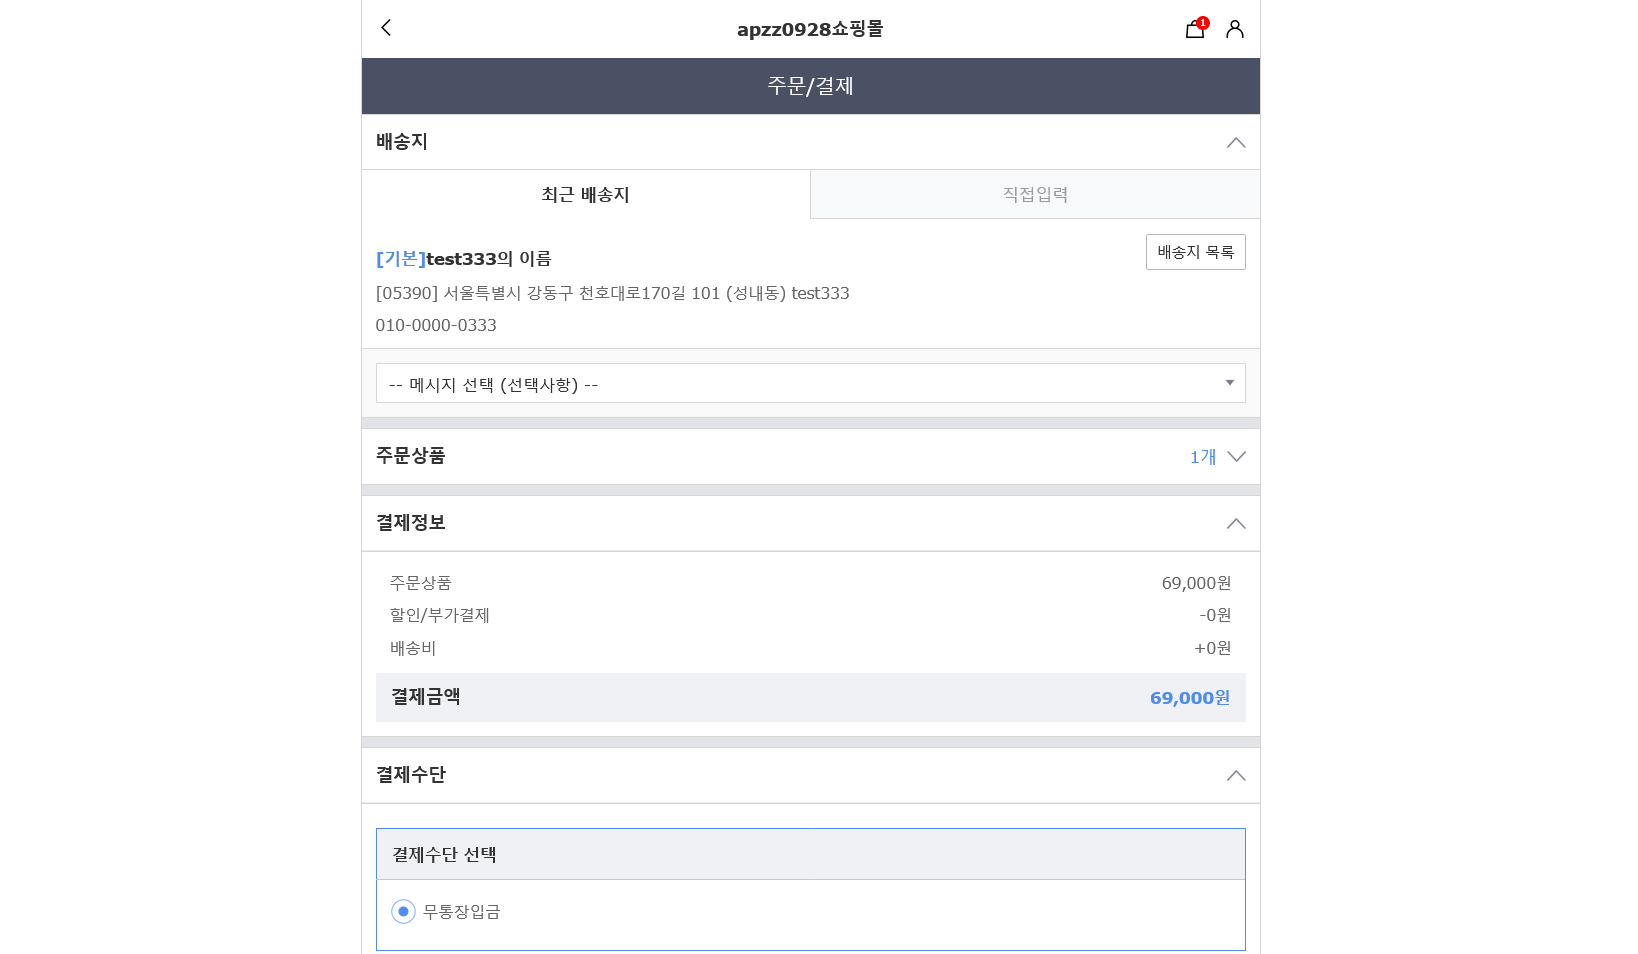 apzz0928쇼핑몰
1
주문/결제
배송지
최근 배송지
직접입력
[기본]test333의 이름
배송지 목록
[05390] 서울특별시 강동구 천호대로170길 101 (성내동) test333
010-0000-0333
-- 메시지 선택 (선택사항) --
주문상품
1개
결제정보
주문상품
69,000원
할인/부가결제
-0원
배송비
+0원
결제금액
69,000원
결제수단
결제수단 선택
무통장입금